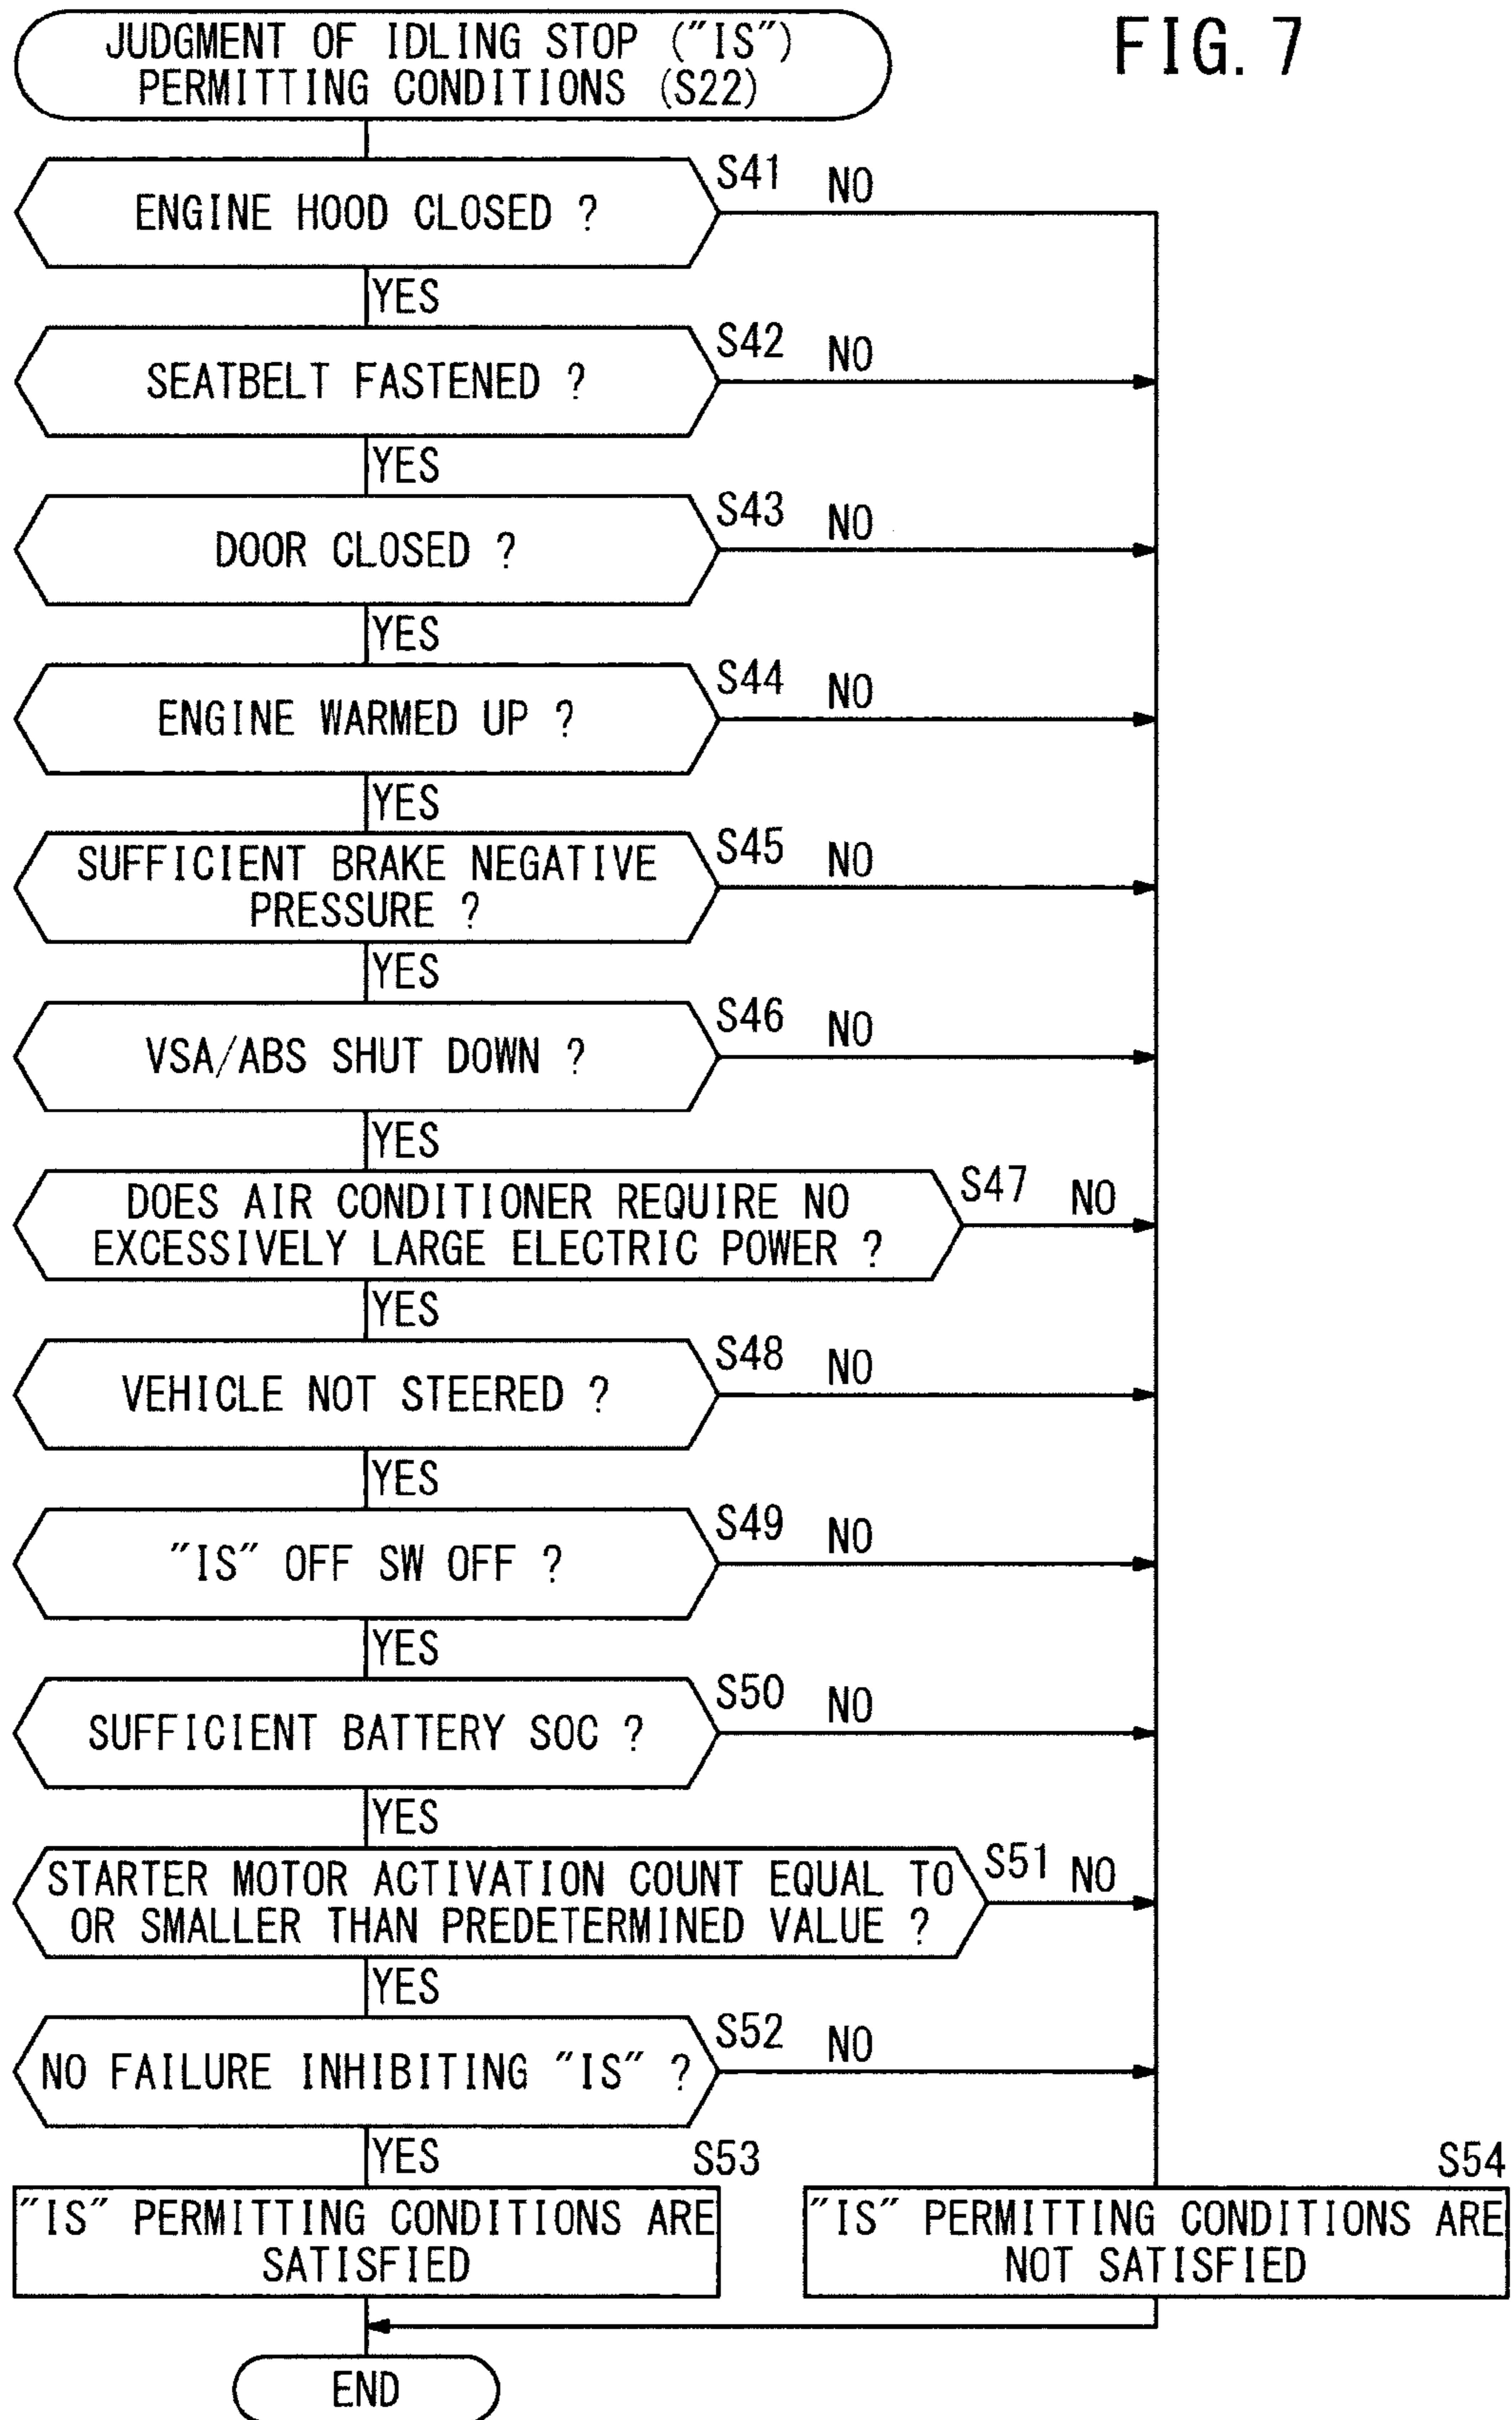 FIG. 7
JUDGMENT OF IDLING STOP ("IS")
PERMITTING CONDITIONS (S22)
S41
NO
ENGINE HOOD CLOSED ?
YES
S42
NO
SEATBELT FASTENED ?
YES
S43
NO
DOOR CLOSED ?
YES
S44
NO
ENGINE WARMED UP ?
YES
S45
NO
SUFFICIENT BRAKE NEGATIVE
PRESSURE ?
YES
S46
NO
VSA/ABS SHUT DOWN ?
YES
S47
NO
DOES AIR CONDITIONER REQUIRE NO
EXCESSIVELY LARGE ELECTRIC POWER ?
YES
S48
NO
VEHICLE NOT STEERED ?
YES
S49
NO
"IS" OFF SW OFF ?
YES
S50
NO
SUFFICIENT BATTERY SOC ?
YES
S51
NO
STARTER MOTOR ACTIVATION COUNT EQUAL TO
OR SMALLER THAN PREDETERMINED VALUE ?
YES
S52
NO
NO FAILURE INHIBITING "IS" ?
YES
S53
"IS" PERMITTING CONDITIONS ARE
SATISFIED
S54
"IS" PERMITTING CONDITIONS ARE
NOT SATISFIED
END